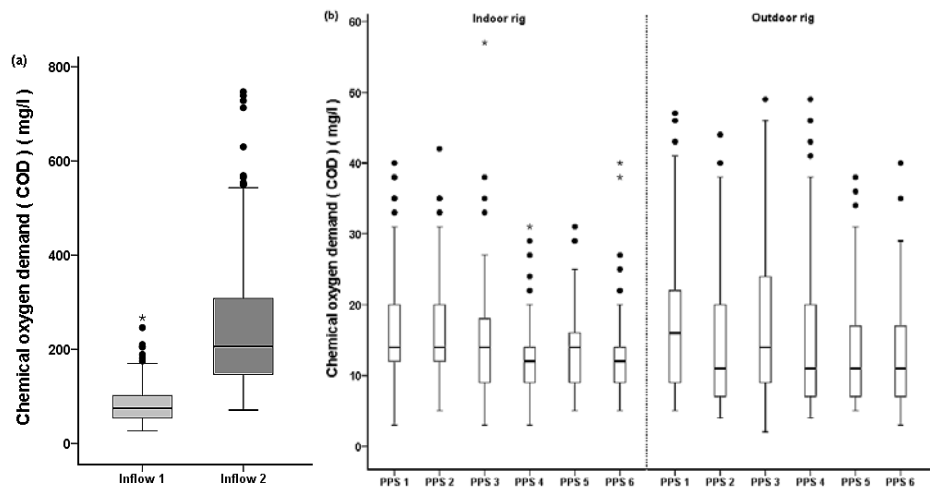 (a)
Chemical oxygen demand ( COD) ( mg/l )
800
600
400
200
0
Inflow 1 Inflow 2
(b)
Indoor rig Outdoor rig
Chemical oxygen demand ( COD) ( mg/l )
60
50
40
30
20
10
0
PPS 1 PPS 2 PPS 3 PPS 4 PPS 5 PPS 6 PPS 1 PPS 2 PPS 3 PPS 4 PPS 5 PPS 6